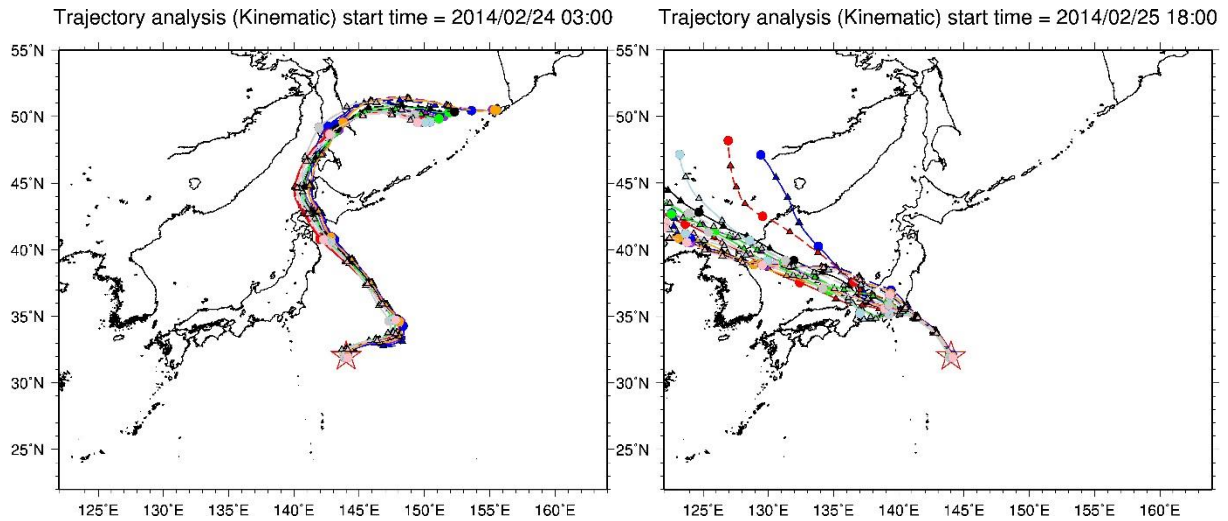 Trajectory analysis (Kinematic) start time = 2014/02/24 03:00
55˚N
50˚N
45˚N
40˚N
35˚N
30˚N
25˚N
125˚E 130˚E 135˚E 140˚E 145˚E 150˚E 155˚E 160˚E
Trajectory analysis (Kinematic) start time = 2014/02/25 18:00
55˚N
50˚N
45˚N
40˚N
35˚N
30˚N
25˚N
125˚E 130˚E 135˚E 140˚E 145˚E 150˚E 155˚E 160˚E